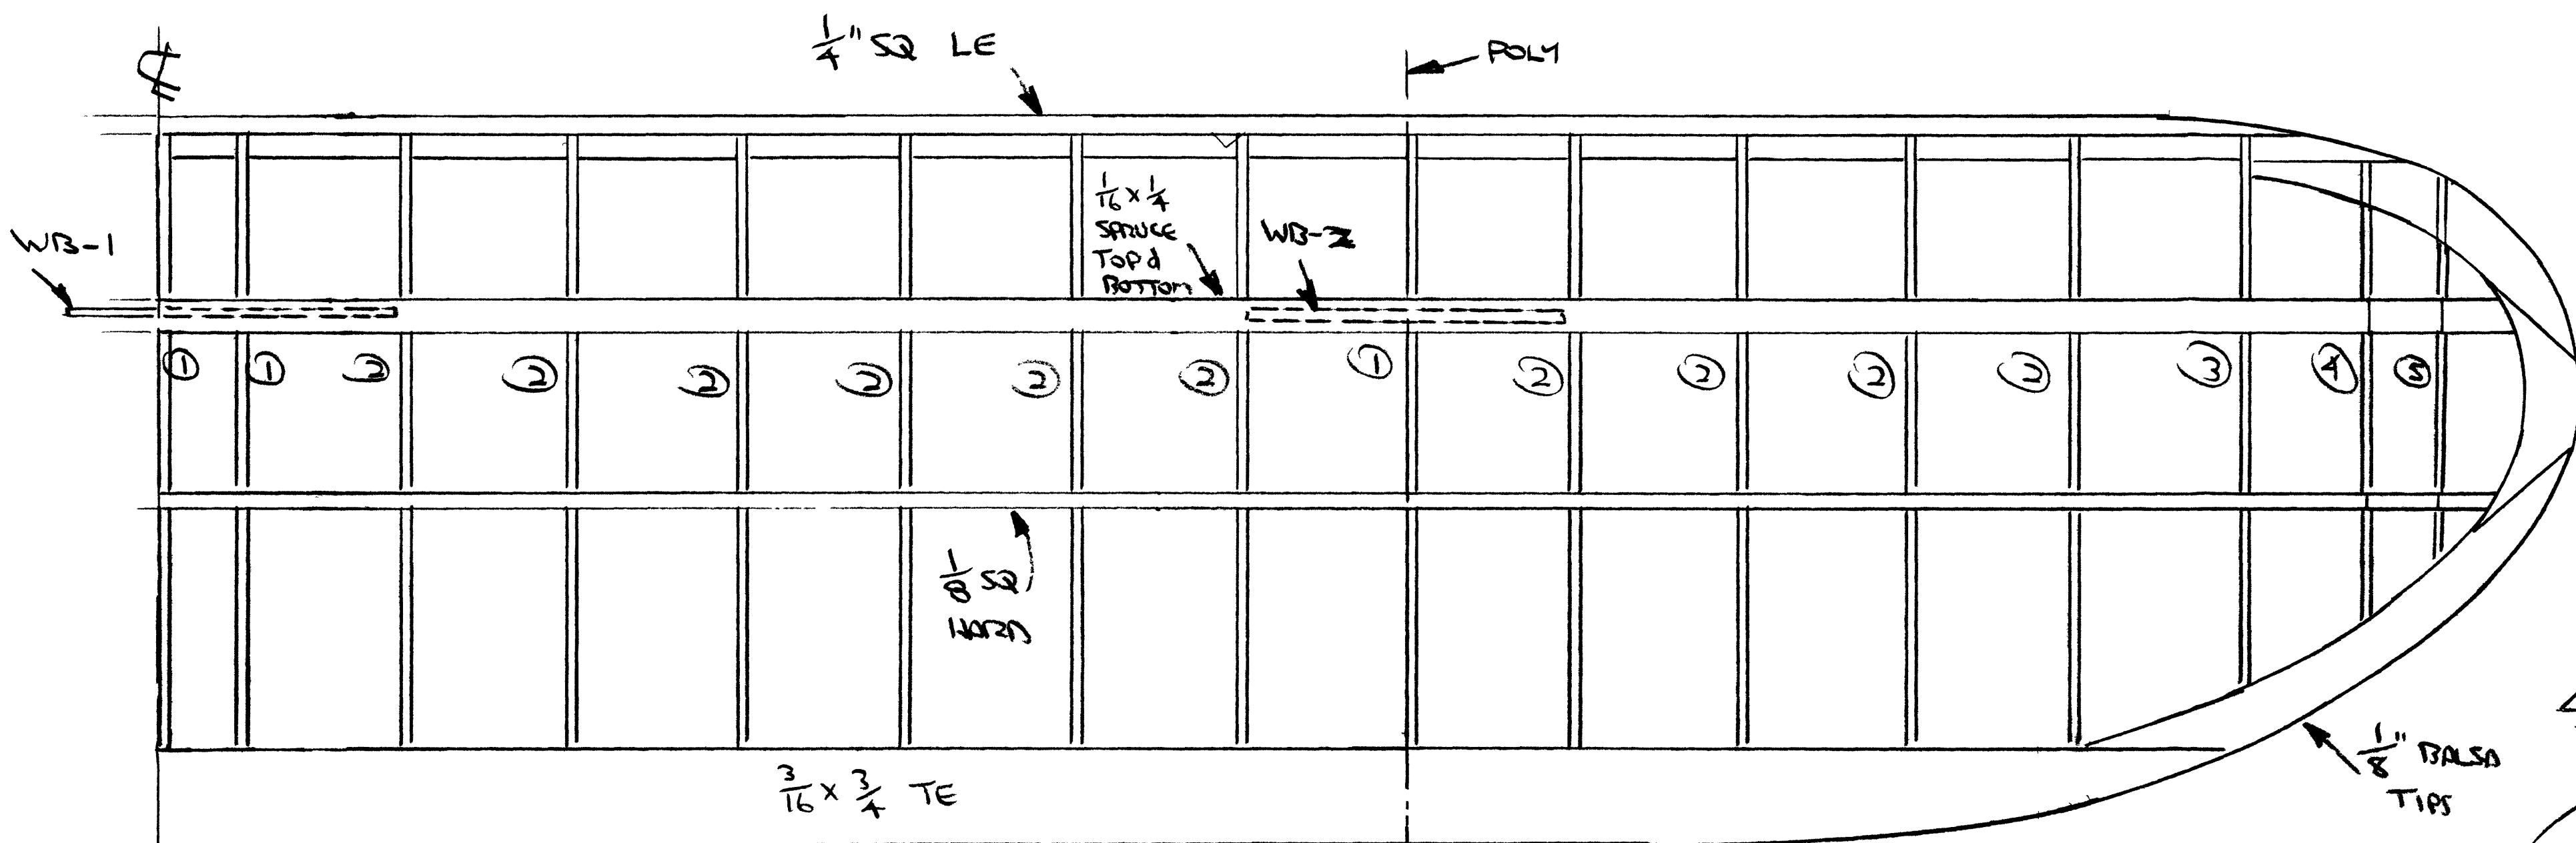 ℄
1/4" SQ LE
POLY
1/16 x 1/4
SPRUCE
TOP &
BOTTOM
WB-1
WB-2
1 1 2 2 2 2 2 2 1 2 2 2 2 3 4 5
1/8 SQ
HARD
3/16 x 3/4 TE
1/8" BALSA
TIPS